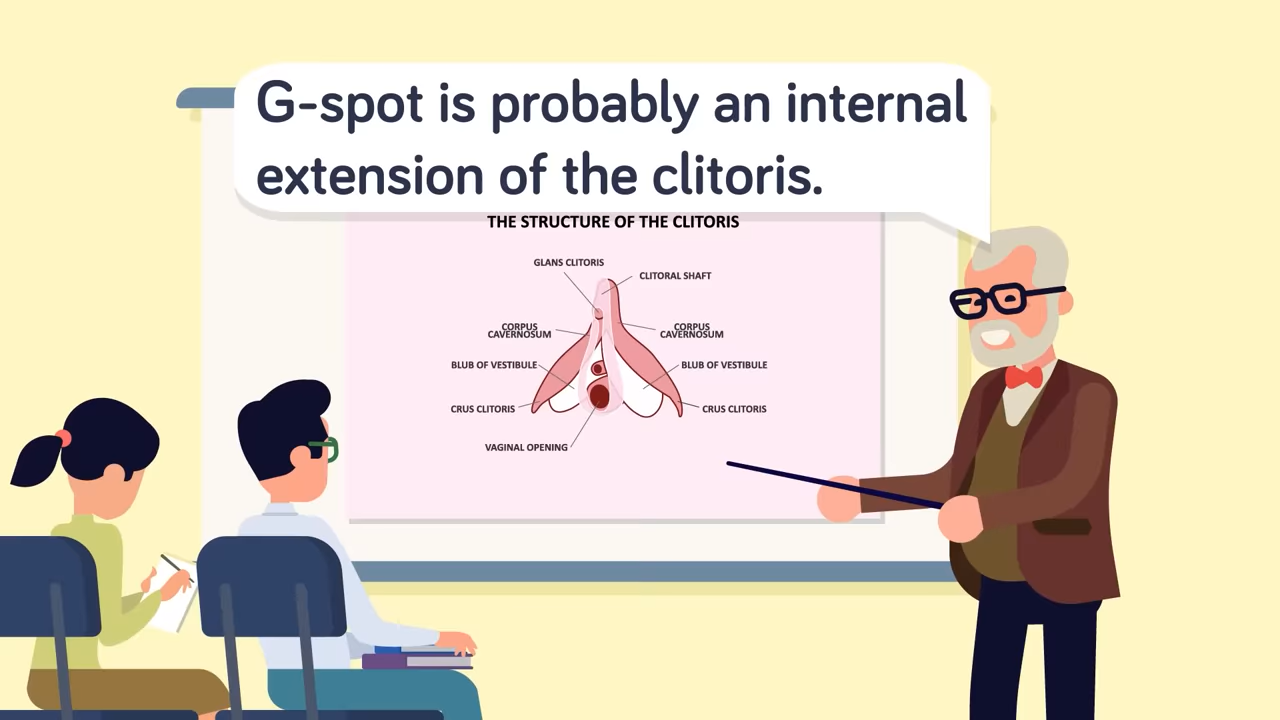 G-spot is probably an internal
extension of the clitoris.
THE STRUCTURE OF THE CLITORIS
GLANS CLITORIS
CLITORAL SHAFT
CORPUS
CAVERNOSUM
CORPUS
CAVERNOSUM
BLUB OF VESTIBULE
BLUB OF VESTIBULE
CRUS CLITORIS
CRUS CLITORIS
VAGINAL OPENING